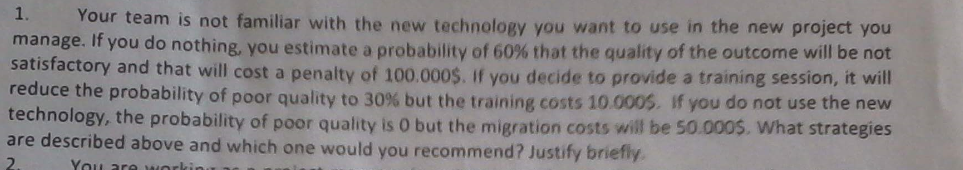 1. Your team is not familiar with the new technology you want to use in the new project you
manage. If you do nothing, you estimate a probability of 60% that the quality of the outcome will be not
satisfactory and that will cost a penalty of 100.000$. If you decide to provide a training session, it will
reduce the probability of poor quality to 30% but the training costs 10.000$. If you do not use the new
technology, the probability of poor quality is 0 but the migration costs will be 50.000$. What strategies
are described above and which one would you recommend? Justify briefly.
2. You are